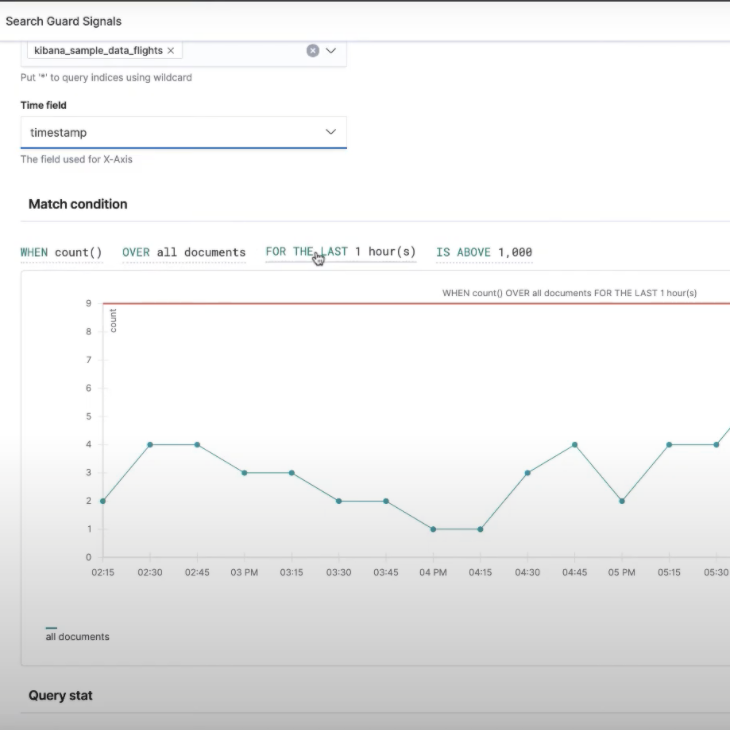 Search Guard Signals
kibana_sample_data_flights ×
Put '*' to query indices using wildcard
Time field
timestamp
The field used for X-Axis
Match condition
WHEN count() OVER all documents FOR THE LAST 1 hour(s) IS ABOVE 1,000
WHEN count() OVER all documents FOR THE LAST 1 hour(s)
count
9
8
7
6
5
4
3
2
1
0
02:15 02:30 02:45 03 PM 03:15 03:30 03:45 04 PM 04:15 04:30 04:45 05 PM 05:15 05:30
all documents
Query stat